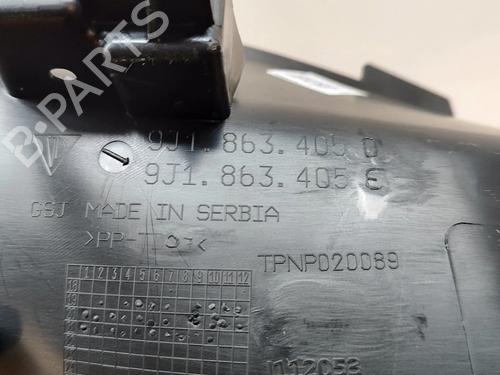 B-PARTS
9J1.863.405 D
9J1.863.405 E
GSJ MADE IN SERBIA
TPNP020089
1 2 3 4 5 6 7 8 9 10 11 12